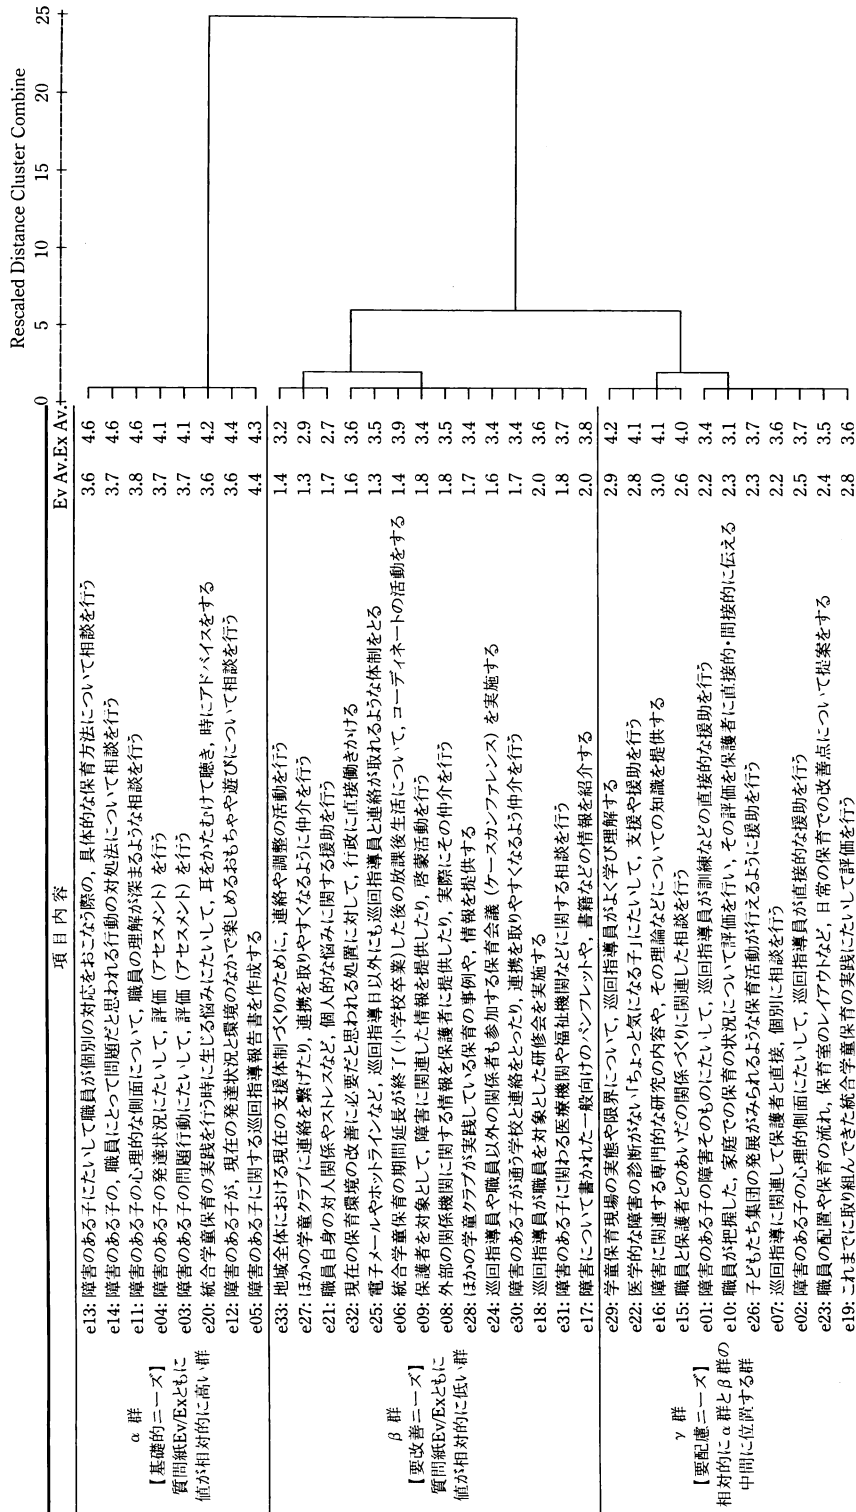 項目内容 Ev Av. Ex Av.
Rescaled Distance Cluster Combine
0 5 10 15 20 25
α 群
【基礎的ニーズ】
質問紙Ev/Exともに
値が相対的に高い群
e13: 障害のある子にたいして職員が個別の対応をおこなう際の，具体的な保育方法について相談を行う 3.6 4.6
e14: 障害のある子の，職員にとって問題だと思われる行動の対処法について相談を行う 3.7 4.6
e11: 障害のある子の心理的な側面について，職員の理解が深まるような相談を行う 3.8 4.6
e04: 障害のある子の発達状況にたいして，評価（アセスメント）を行う 3.7 4.1
e03: 障害のある子の問題行動にたいして，評価（アセスメント）を行う 3.7 4.1
e20: 統合学童保育の実践を行う時に生じる悩みにたいして，耳をかたむけて聴き，時にアドバイスをする 3.6 4.2
e12: 障害のある子が，現在の発達状況と環境のなかで楽しめるおもちゃや遊びについて相談を行う 3.6 4.4
e05: 障害のある子に関する巡回指導報告書を作成する 4.4 4.3
β 群
【要改善ニーズ】
質問紙Ev/Exともに
値が相対的に低い群
e33: 地域全体における現在の支援体制づくりのために，連絡や調整の活動を行う 1.4 3.2
e27: ほかの学童クラブに連絡を繋げたり，連携を取りやすくなるように仲介を行う 1.3 2.9
e21: 職員自身の対人関係やストレスなど，個人的な悩みに関する援助を行う 1.7 2.7
e32: 現在の保育環境の改善に必要だと思われる処置に対して，行政に直接働きかける 1.6 3.6
e25: 電子メールやホットラインなど，巡回指導日以外にも巡回指導員と連絡が取れるような体制をとる 1.3 3.5
e06: 統合学童保育の期間延長が終了（小学校卒業）した後の放課後生活について，コーディネートの活動をする 1.4 3.9
e09: 保護者を対象として，障害に関連した情報を提供したり，啓蒙活動を行う 1.8 3.4
e08: 外部の関係機関に関する情報を保護者に提供したり，実際にその仲介を行う 1.8 3.5
e28: ほかの学童クラブが実践している保育の事例や，情報を提供する 1.7 3.4
e24: 巡回指導員や職員以外の関係者も参加する保育会議（ケースカンファレンス）を実施する 1.6 3.4
e30: 障害のある子が通う学校と連絡をとったり，連携を取りやすくなるよう仲介を行う 1.7 3.4
e18: 巡回指導員が職員を対象とした研修会を実施する 2.0 3.6
e31: 障害のある子に関わる医療機関や福祉機関などに関する相談を行う 1.8 3.7
e17: 障害について書かれた一般向けのパンフレットや，書籍などの情報を紹介する 2.0 3.8
γ 群
【要配慮ニーズ】
相対的にα群とβ群の
中間に位置する群
e29: 学童保育現場の実態や限界について，巡回指導員がよく学び理解する 2.9 4.2
e22: 医学的な障害の診断がない「ちょっと気になる子」にたいして，支援や援助を行う 2.8 4.1
e16: 障害に関連する専門的な研究の内容や，その理論などについての知識を提供する 3.0 4.1
e15: 職員と保護者とのあいだの関係づくりに関連した相談を行う 2.6 4.0
e01: 障害のある子の障害そのものにたいして，巡回指導員が訓練などの直接的な援助を行う 2.2 3.4
e10: 職員が把握した，家庭での保育の状況について評価を行い，その評価を保護者に直接的・間接的に伝える 2.3 3.1
e26: 子どもたち集団の発展がみられるような保育活動が行えるように援助を行う 2.3 3.7
e07: 巡回指導に関連して保護者と直接，個別に相談を行う 2.2 3.6
e02: 障害のある子の心理的側面にたいして，巡回指導員が直接的な援助を行う 2.5 3.7
e23: 職員の配置や保育の流れ，保育室のレイアウトなど，日常の保育での改善点について提案をする 2.4 3.5
e19: これまでに取り組んできた統合学童保育の実践にたいして評価を行う 2.8 3.6